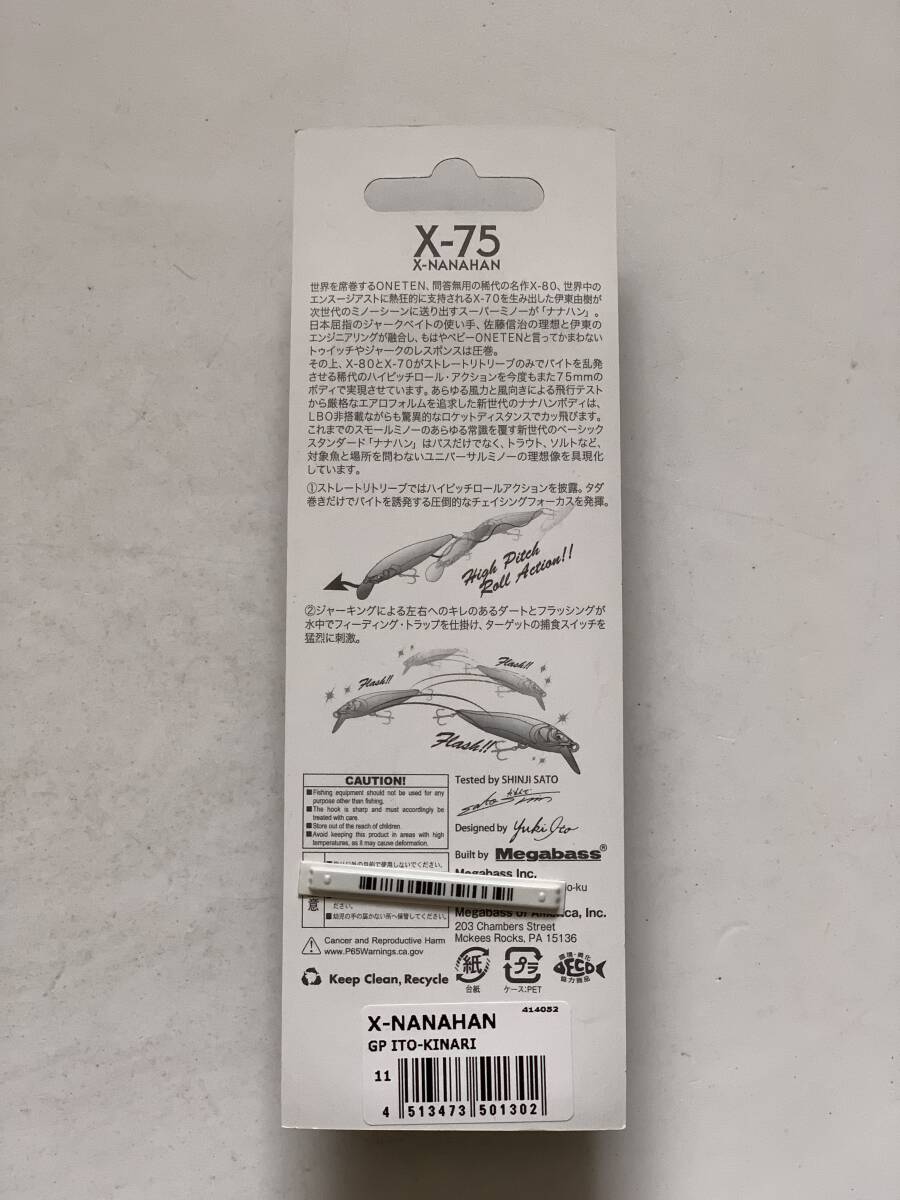 X-75
X-NANAHAN
世界を席巻するONETEN、問答無用の稀代の名作X-80、世界中の
エンスージアストに熱狂的に支持されるX-70を生み出した伊東由樹が
次世代のミノーシーンに送り出すスーパーミノーが「ナナハン」。
日本屈指のジャークベイトの使い手、佐藤信治の理想と伊東の
エンジニアリングが融合し、もはやベビーONETENと言ってかまわない
トゥイッチやジャークのレスポンスは圧巻。
その上、X-80とX-70がストレートリトリーブのみでバイトを乱発
させる稀代のハイピッチロール・アクションを今度もまた75mmの
ボディで実現させています。あらゆる風力と風向きによる飛行テスト
から厳格なエアロフォルムを追求した新世代のナナハンボディは、
LBO非搭載ながらも驚異的なロケットディスタンスでカッ飛びます。
これまでのスモールミノーのあらゆる常識を覆す新世代のベーシック
スタンダード「ナナハン」はバスだけでなく、トラウト、ソルトなど、
対象魚と場所を問わないユニバーサルミノーの理想像を具現化
しています。
①ストレートリトリーブではハイピッチロールアクションを披露。タダ
巻きだけでバイトを誘発する圧倒的なチェイシングフォーカスを発揮。
High Pitch
Roll Action!!
②ジャーキングによる左右へのキレのあるダートとフラッシングが
水中でフィーディング・トラップを仕掛け、ターゲットの捕食スイッチを
猛烈に刺激。
Flash!!
Flash!!
Flash!!
CAUTION!
■Fishing equipment should not be used for any
purpose other than fishing.
■The hook is sharp and must accordingly be
treated with care.
■Store out of the reach of children.
■Avoid keeping this product in areas with high
temperatures, as it may cause deformation.
Tested by SHINJI SATO
Designed by Yuki Ito
Built by Megabass®
Megabass Inc.
o-ku
意
ださい。
■幼児の手の届かない所へ保管してください。
Megabass of America, Inc.
203 Chambers Street
Mckees Rocks, PA 15136
Cancer and Reproductive Harm
www.P65Warnings.ca.gov
Keep Clean, Recycle
紙
台紙
プラ
ケース:PET
環境・美化
ECO
協力商品
414052
X-NANAHAN
GP ITO-KINARI
11
4 513473 501302